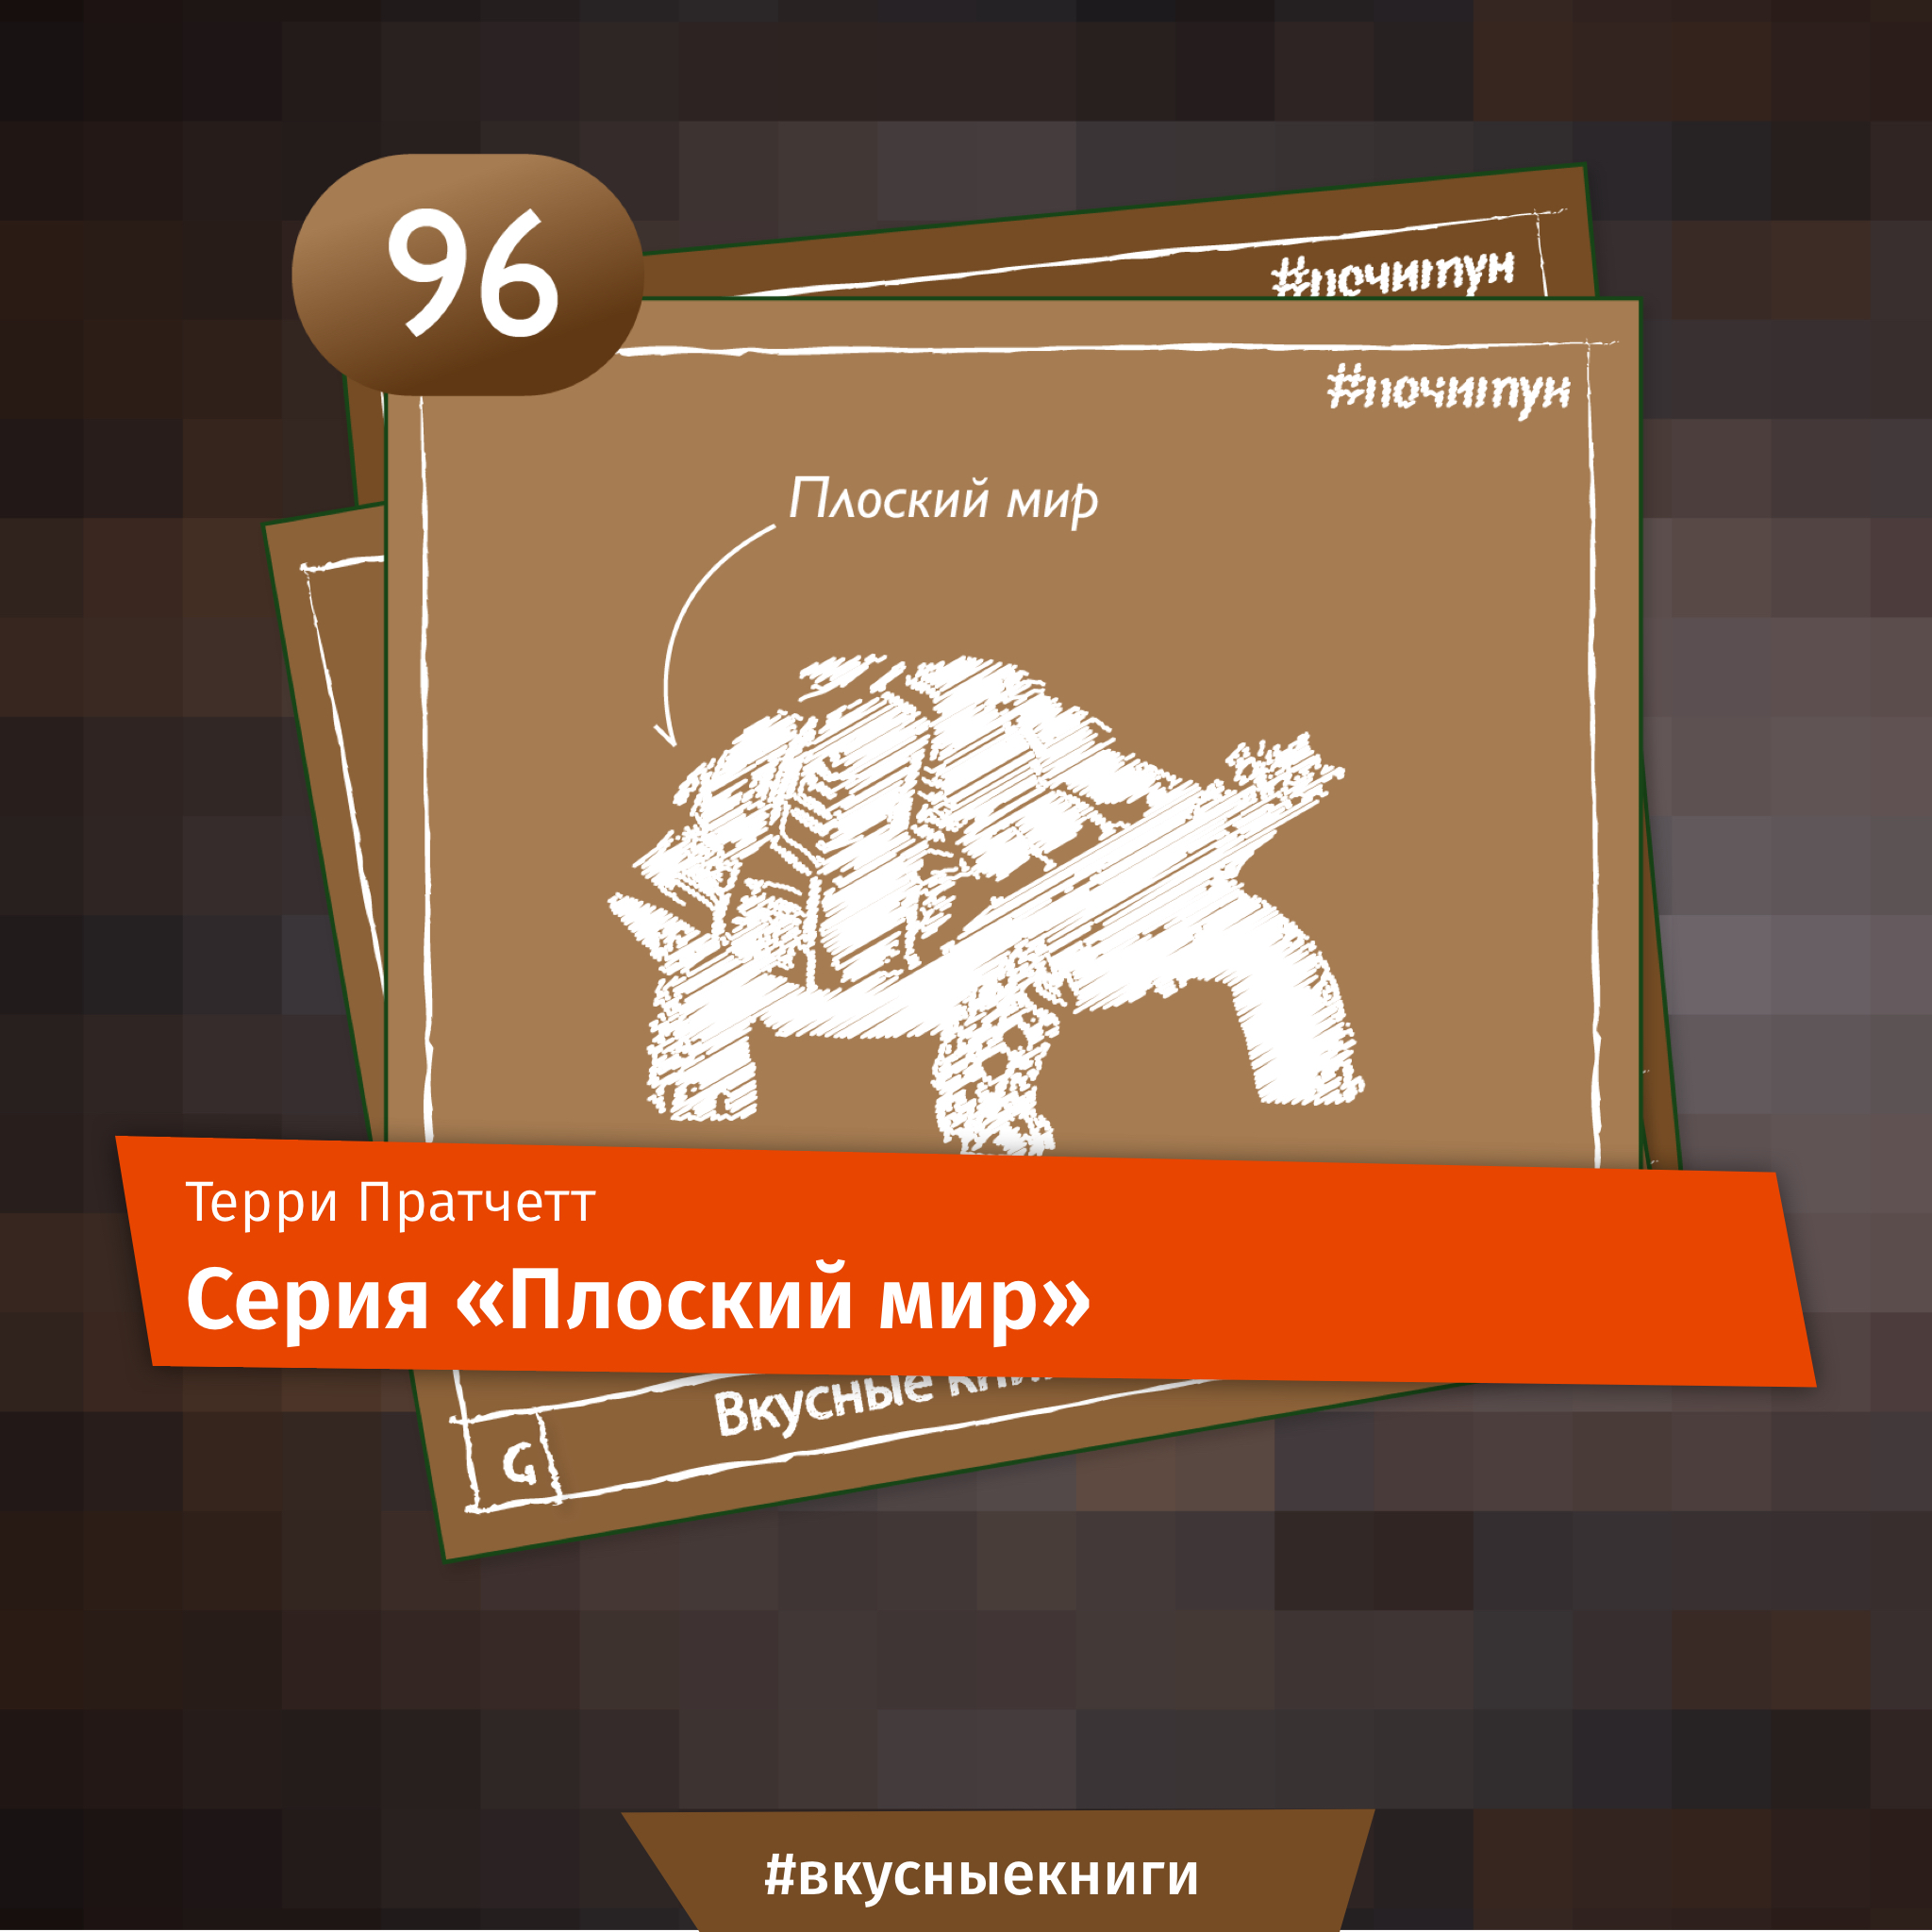 96
#почитун
#почитун
Плоский мир
Терри Пратчетт
Серия «Плоский мир»
Вкусные
G
#вкусныекниги